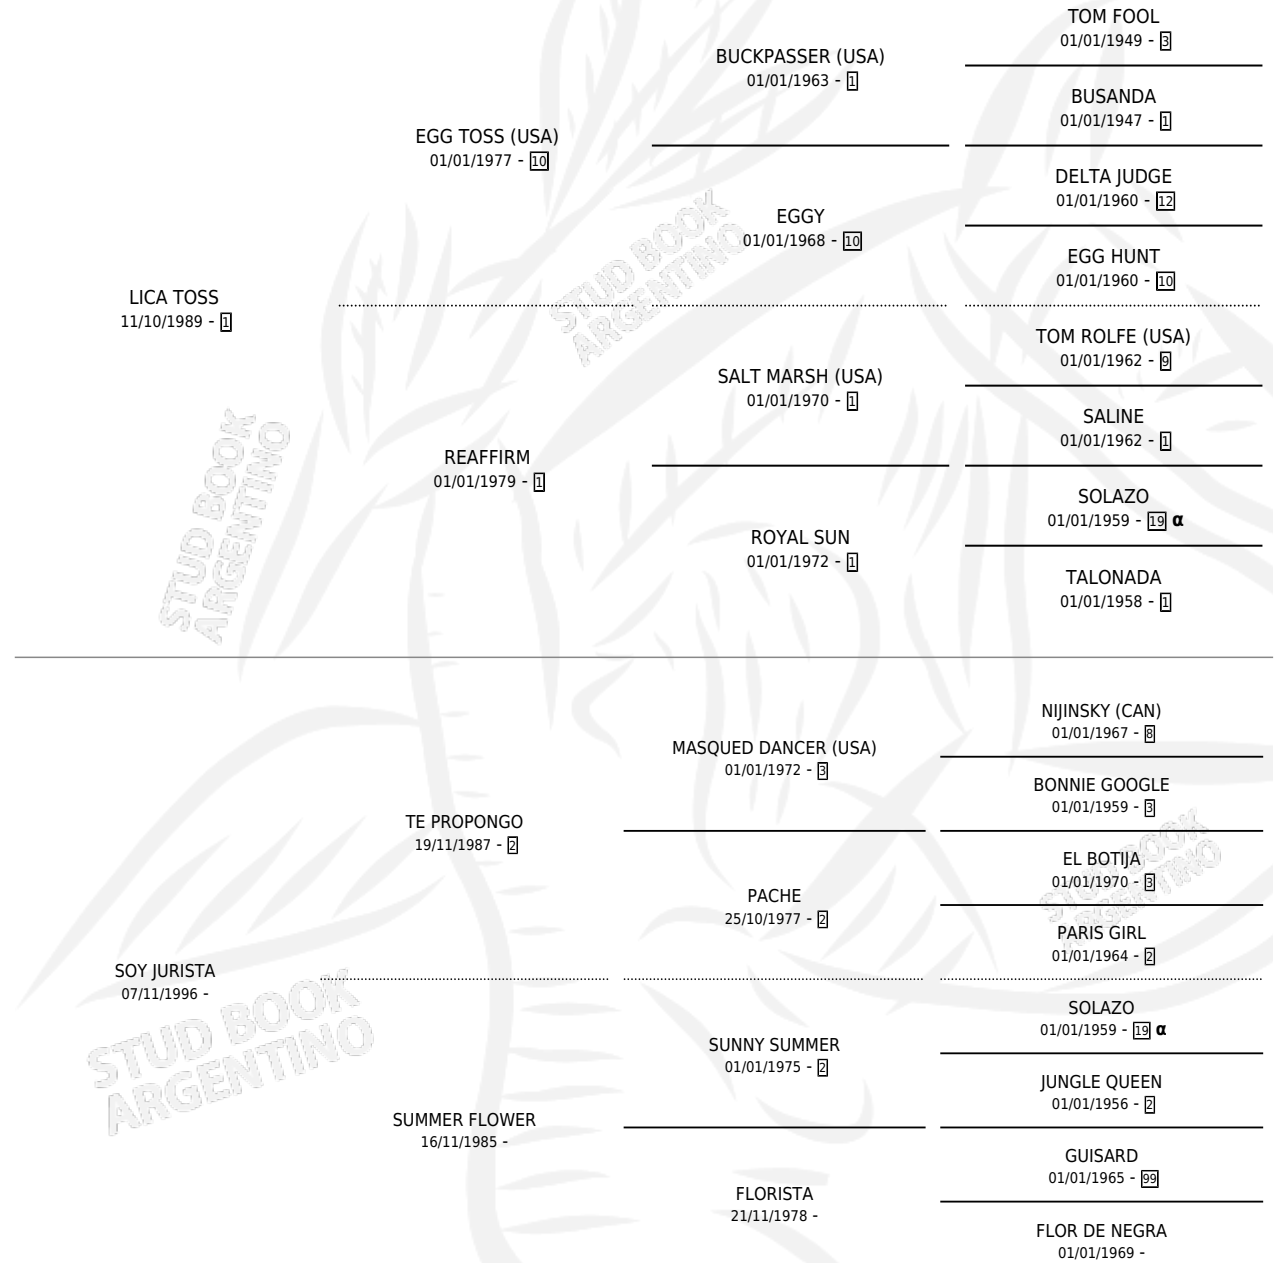 TOM FOOL
01/01/1949 - 3
BUCKPASSER (USA)
01/01/1963 - 1
BUSANDA
01/01/1947 - 1
EGG TOSS (USA)
01/01/1977 - 10
DELTA JUDGE
01/01/1960 - 12
EGGY
01/01/1968 - 10
EGG HUNT
01/01/1960 - 10
LICA TOSS
11/10/1989 - 1
TOM ROLFE (USA)
01/01/1962 - 9
SALT MARSH (USA)
01/01/1970 - 1
SALINE
01/01/1962 - 1
REAFFIRM
01/01/1979 - 1
SOLAZO
01/01/1959 - 19 α
ROYAL SUN
01/01/1972 - 1
TALONADA
01/01/1958 - 1
NIJINSKY (CAN)
01/01/1967 - 8
MASQUED DANCER (USA)
01/01/1972 - 3
BONNIE GOOGLE
01/01/1959 - 3
TE PROPONGO
19/11/1987 - 2
EL BOTIJA
01/01/1970 - 3
PACHE
25/10/1977 - 2
PARIS GIRL
01/01/1964 - 2
SOY JURISTA
07/11/1996 -
SOLAZO
01/01/1959 - 19 α
SUNNY SUMMER
01/01/1975 - 2
JUNGLE QUEEN
01/01/1956 - 2
SUMMER FLOWER
16/11/1985 -
GUISARD
01/01/1965 - 99
FLORISTA
21/11/1978 -
FLOR DE NEGRA
01/01/1969 -
STUD BOOK
ARGENTINO
STUD BOOK
ARGENTINO
STUD BOOK
ARGENTINO
STUD BOOK
ARGENTINO